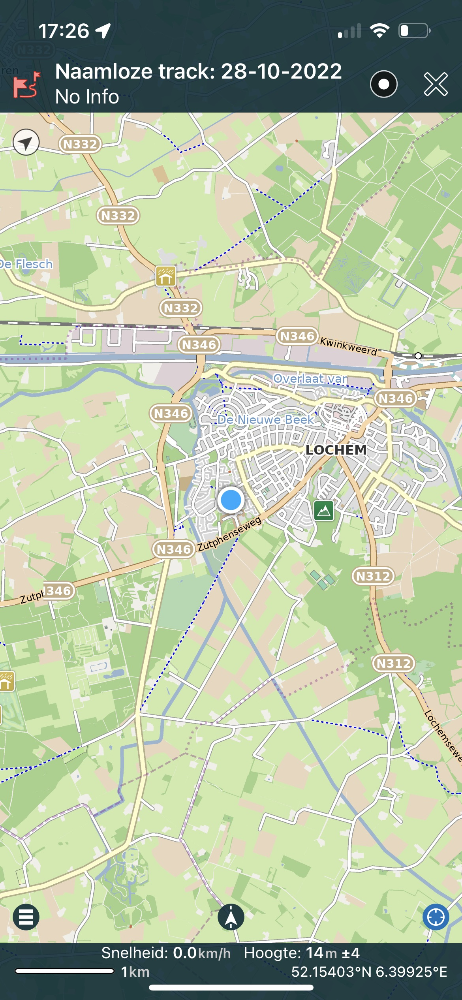 17:26
N332
ren
Naamloze track: 28-10-2022
No Info
N332
N332
De Flesch
N332
N346
N346
Kwinkweerd
Overlaat var
N346
N346
De Nieuwe Beek
LOCHEM
Zutphenseweg
N346
N312
Zutph
346
N312
Lochemsewe
Snelheid: 0.0km/h Hoogte: 14m ±4
1km
52.15403°N 6.39925°E